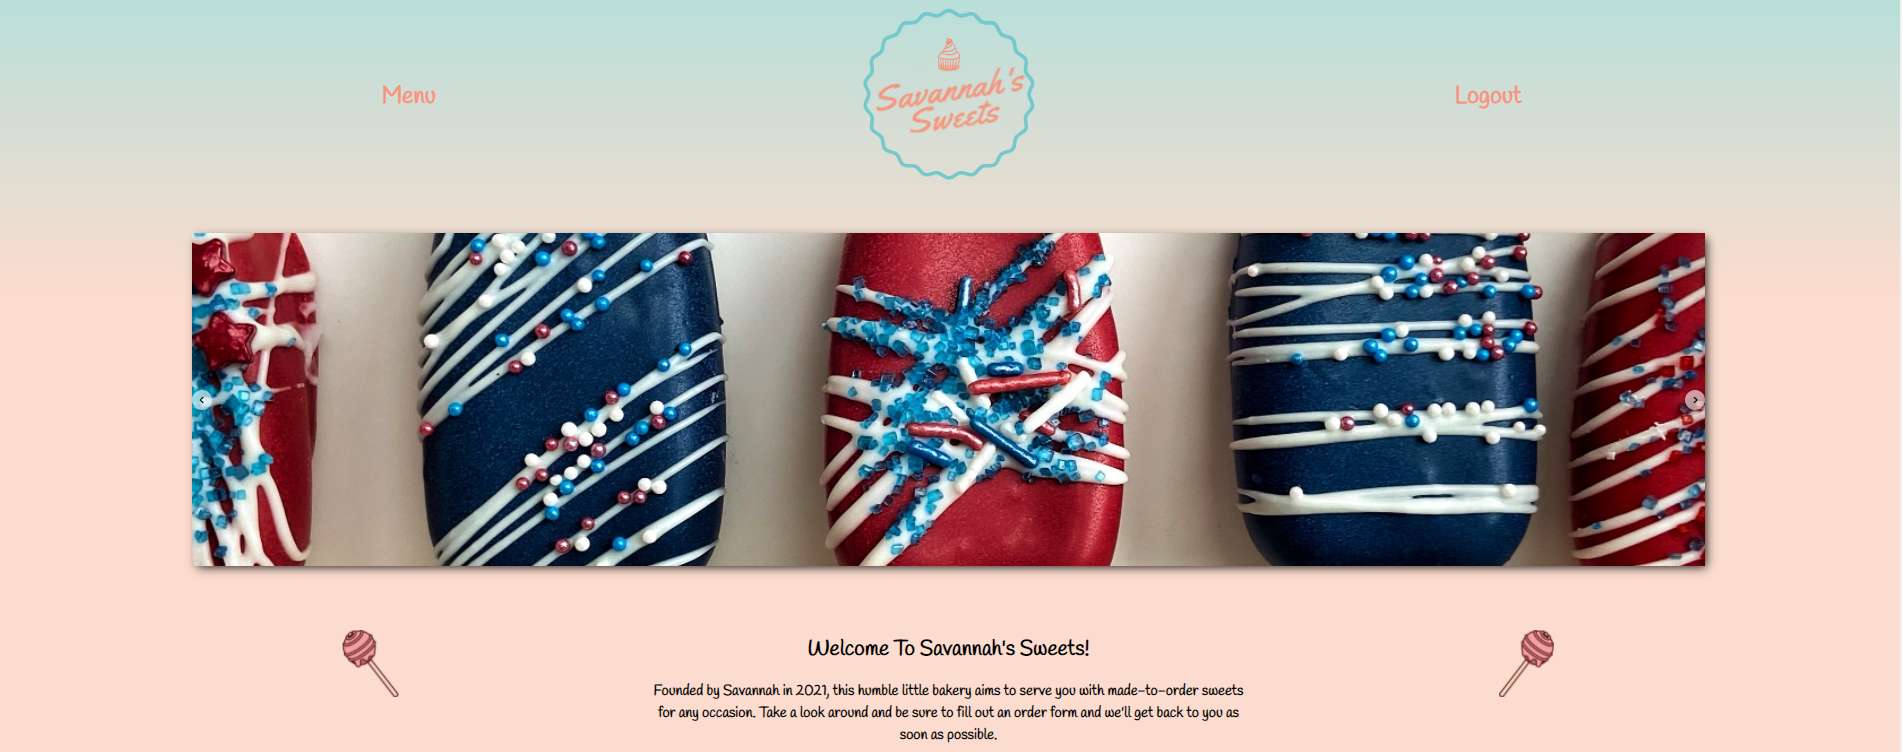 Menu
Savannah's
Sweets
Logout
Welcome To Savannah's Sweets!
Founded by Savannah in 2021, this humble little bakery aims to serve you with made-to-order sweets
for any occasion. Take a look around and be sure to fill out an order form and we'll get back to you as
soon as possible.